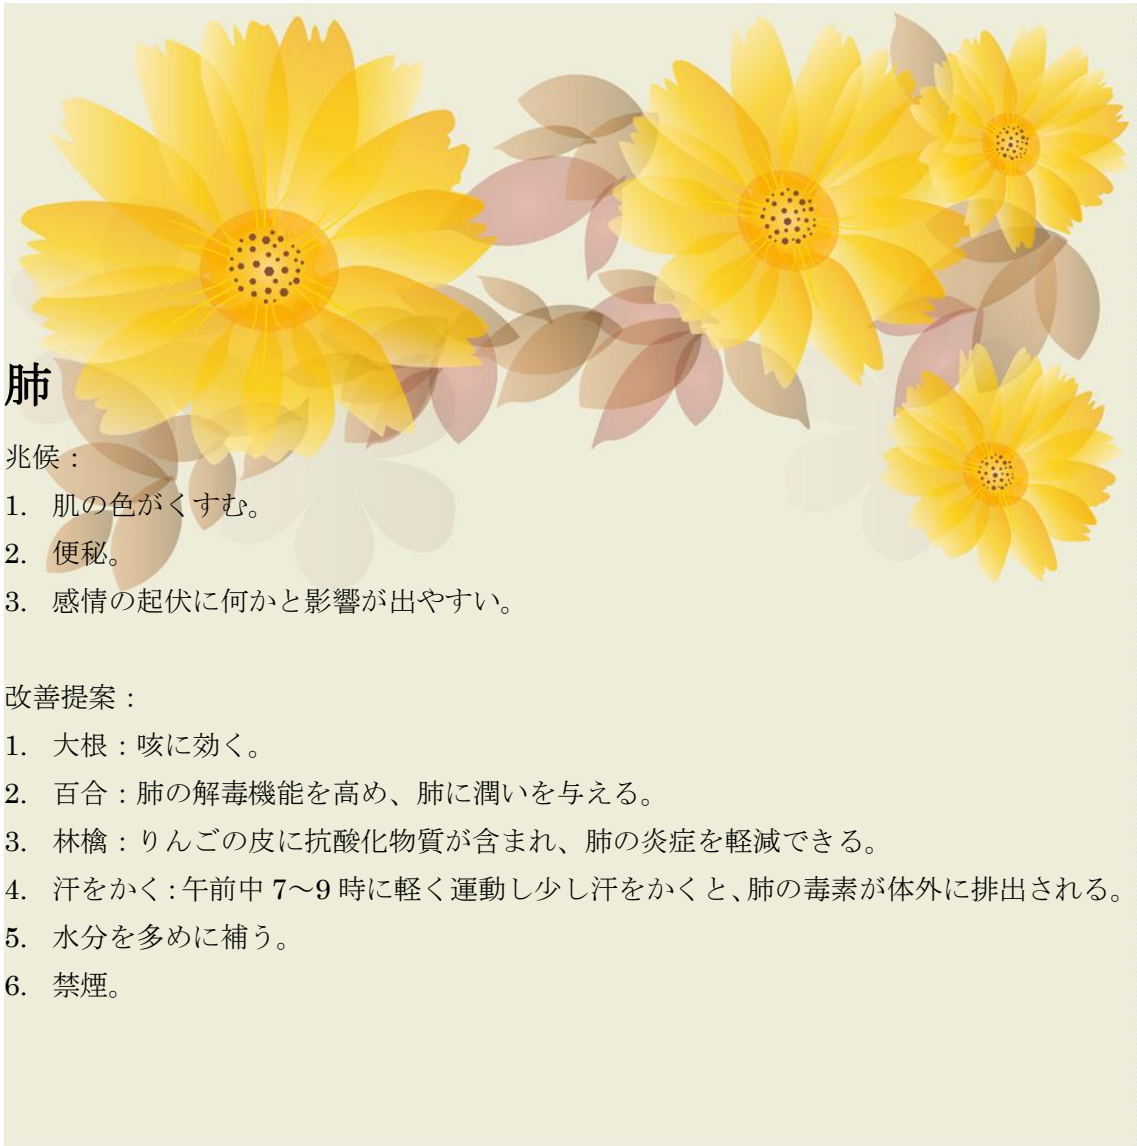 肺
兆候：
1. 肌の色がくすむ。
2. 便秘。
3. 感情の起伏に何かと影響が出やすい。
改善提案：
1. 大根：咳に効く。
2. 百合：肺の解毒機能を高め、肺に潤いを与える。
3. 林檎：りんごの皮に抗酸化物質が含まれ、肺の炎症を軽減できる。
4. 汗をかく：午前中 7～9 時に軽く運動し少し汗をかくと、肺の毒素が体外に排出される。
5. 水分を多めに補う。
6. 禁煙。